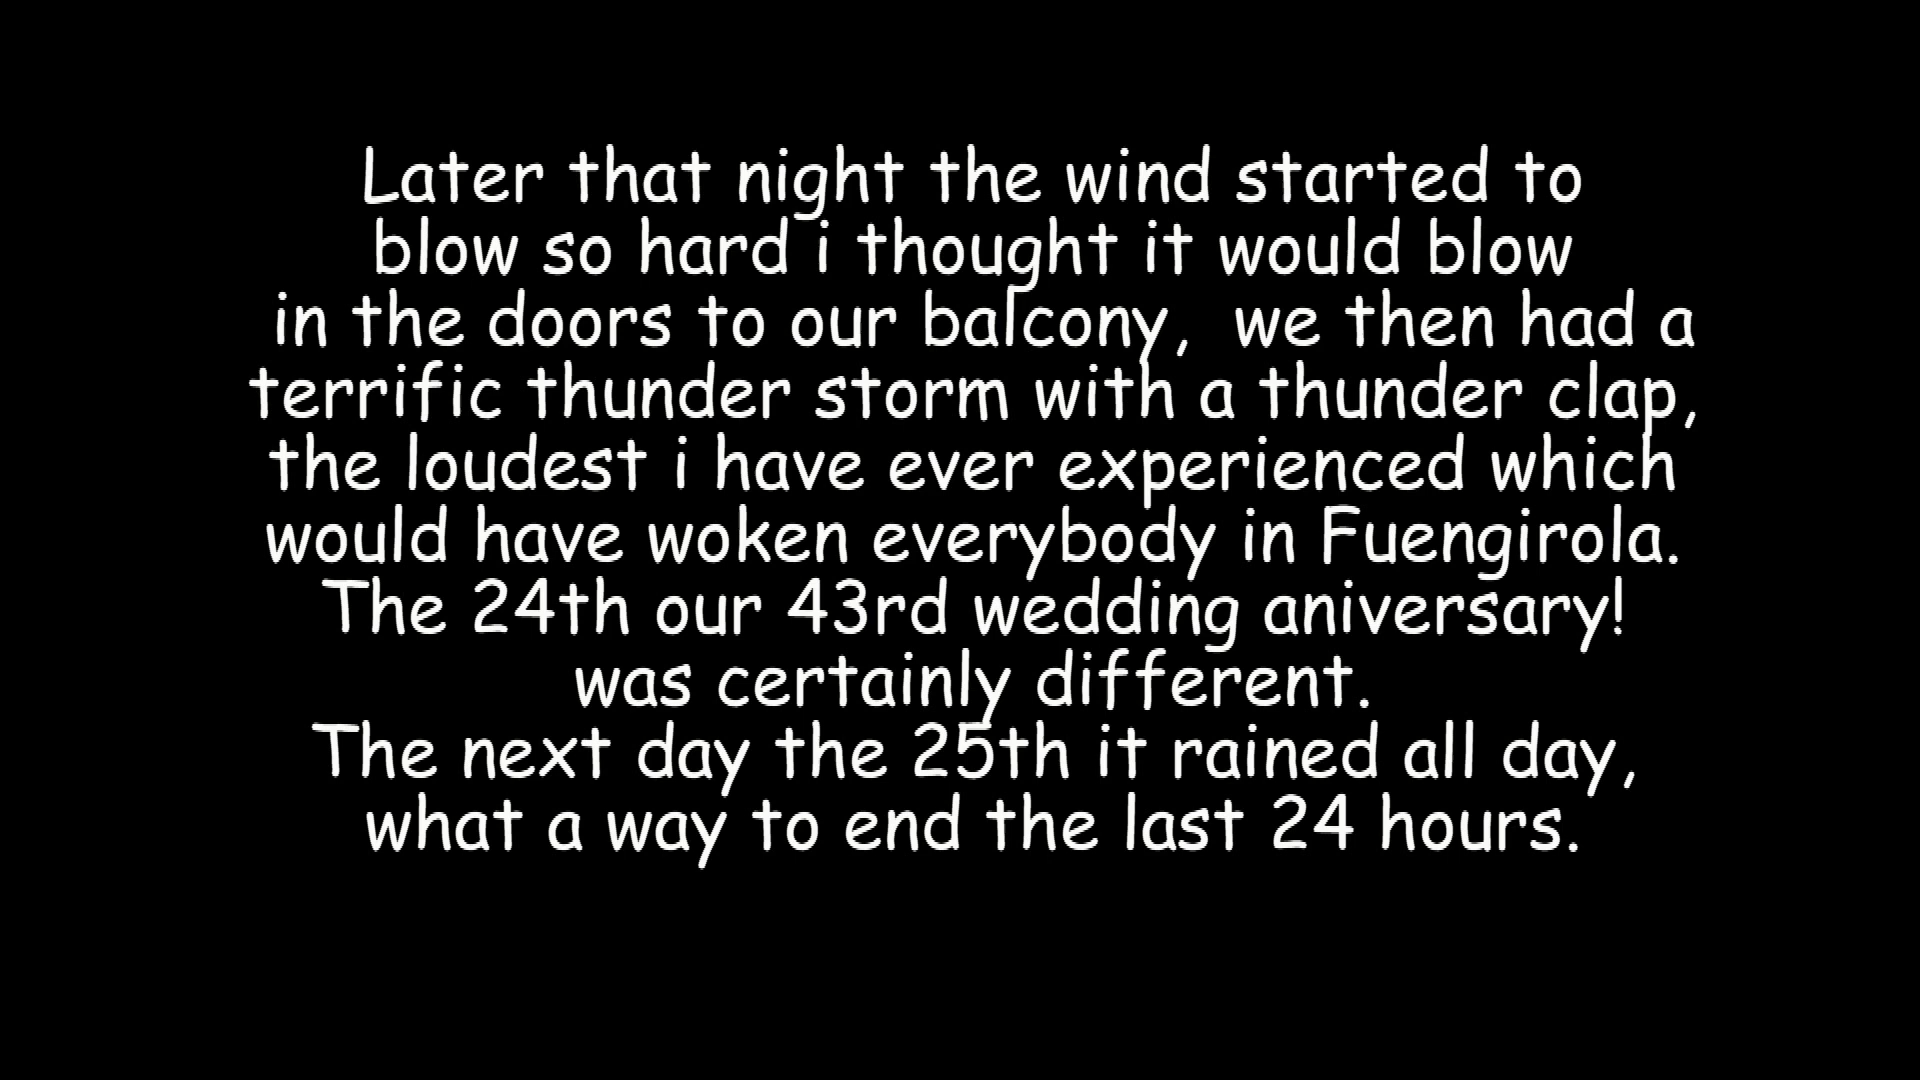 Later that night the wind started to
blow so hard i thought it would blow
in the doors to our balcony,  we then had a
terrific thunder storm with a thunder clap,
the loudest i have ever experienced which
would have woken everybody in Fuengirola.
The 24th our 43rd wedding aniversary!
was certainly different.
The next day the 25th it rained all day,
what a way to end the last 24 hours.